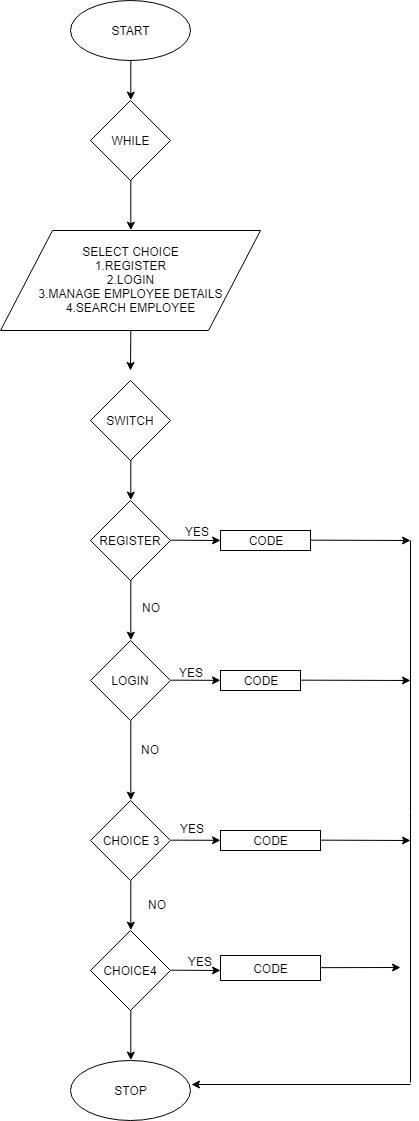 START
WHILE
SELECT CHOICE
1.REGISTER
2.LOGIN
3.MANAGE EMPLOYEE DETAILS
4.SEARCH EMPLOYEE
SWITCH
REGISTER
YES
CODE
NO
LOGIN
YES
CODE
NO
CHOICE 3
YES
CODE
NO
CHOICE4
YES
CODE
STOP